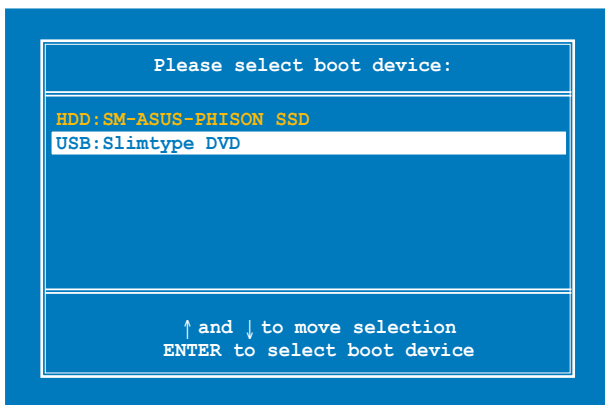 Please select boot device:
HDD:SM-ASUS-PHISON SSD
USB:Slimtype DVD
↑ and ↓ to move selection
ENTER to select boot device